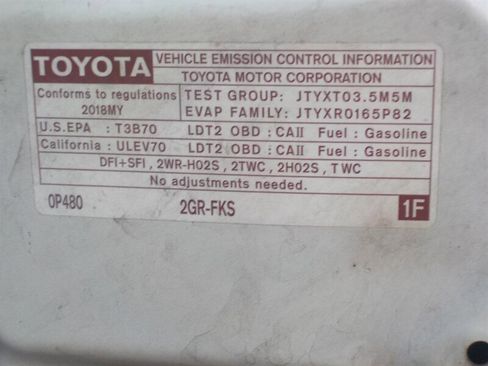 TOYOTA VEHICLE EMISSION CONTROL INFORMATION
TOYOTA MOTOR CORPORATION
Conforms to regulations TEST GROUP: JTYXT03.5M5M
2018MY EVAP FAMILY: JTYXR0165P82
U.S.EPA : T3B70 LDT2 OBD : CAII Fuel : Gasoline
California : ULEV70 LDT2 OBD : CAII Fuel : Gasoline
DFI+SFI, 2WR-HO2S, 2TWC, 2HO2S, TWC
No adjustments needed.
0P480 2GR-FKS 1F